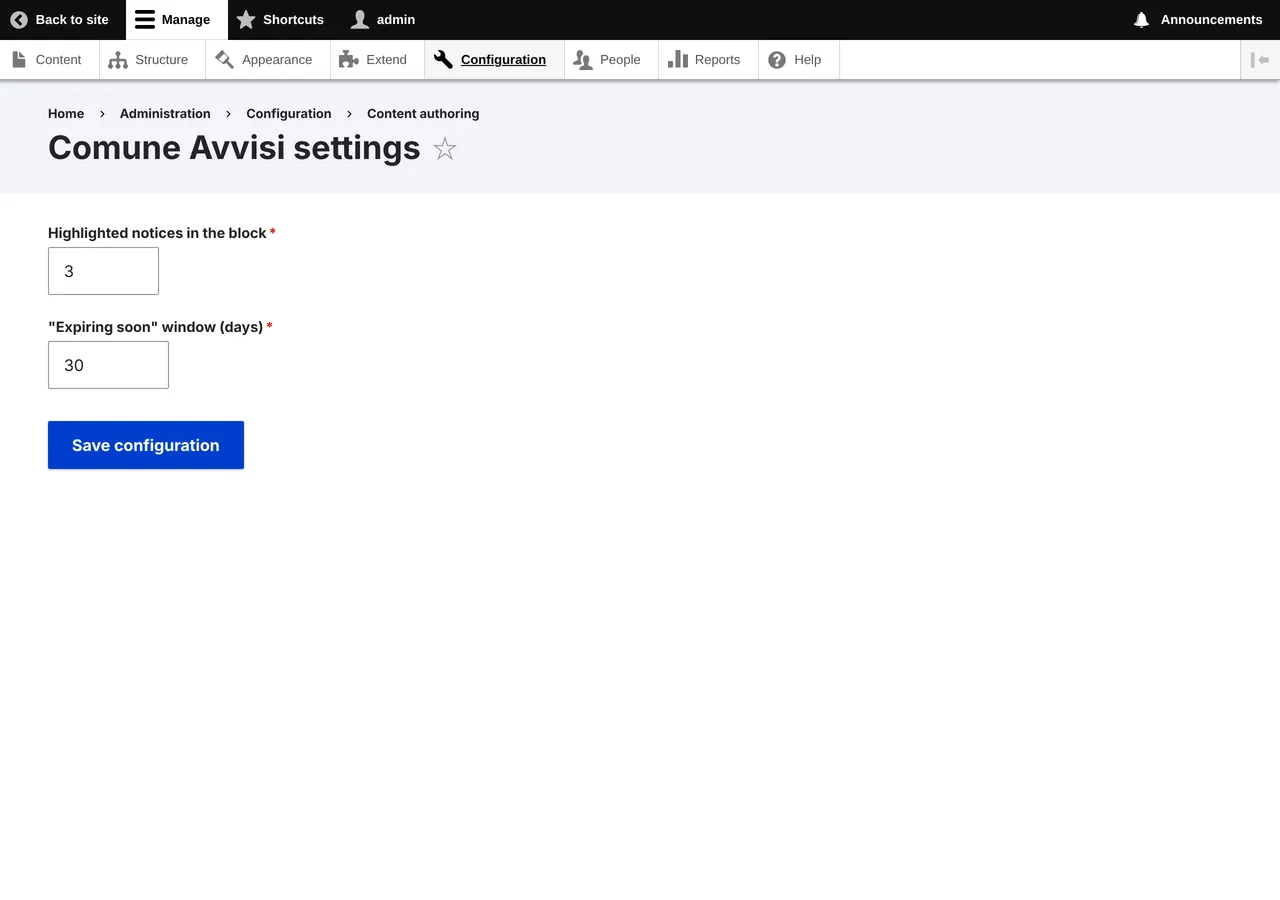 Back to site Manage Shortcuts admin Announcements
Content Structure Appearance Extend Configuration People Reports Help
Home › Administration › Configuration › Content authoring
Comune Avvisi settings
Highlighted notices in the block *
3
"Expiring soon" window (days) *
30
Save configuration